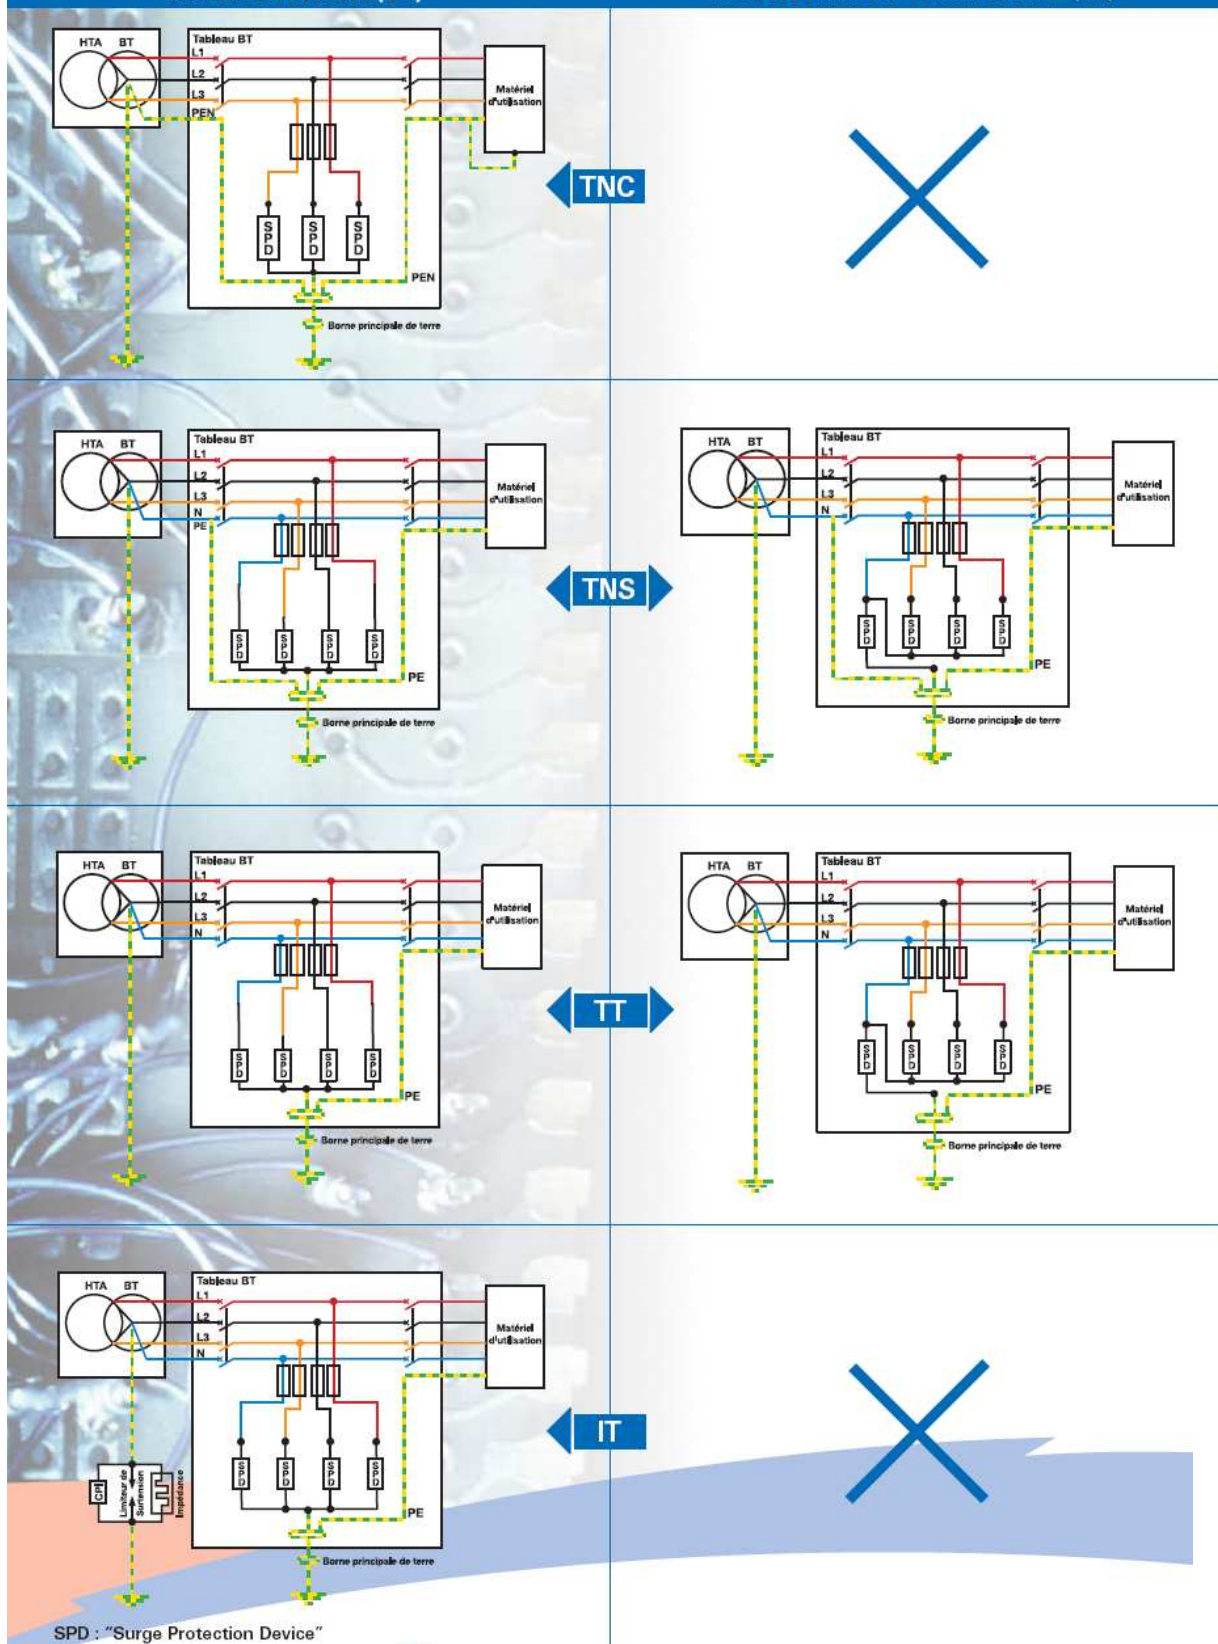 HTA BT
Tableau BT
L1
L2
L3
PEN
Matériel
d'utilisation
SPD
SPD
SPD
PEN
Borne principale de terre
TNC
HTA BT
Tableau BT
L1
L2
L3
N
PE
Matériel
d'utilisation
SPD
SPD
SPD
SPD
PE
Borne principale de terre
TNS
HTA BT
Tableau BT
L1
L2
L3
N
Matériel
d'utilisation
SPD
SPD
SPD
SPD
PE
Borne principale de terre
HTA BT
Tableau BT
L1
L2
L3
N
Matériel
d'utilisation
SPD
SPD
SPD
SPD
PE
Borne principale de terre
TT
HTA BT
Tableau BT
L1
L2
L3
N
Matériel
d'utilisation
SPD
SPD
SPD
SPD
PE
Borne principale de terre
HTA BT
Tableau BT
L1
L2
L3
N
Matériel
d'utilisation
SPD
SPD
SPD
SPD
PE
Borne principale de terre
IT
CPI
Limiteur de
Surtension
Impédance
SPD : "Surge Protection Device"